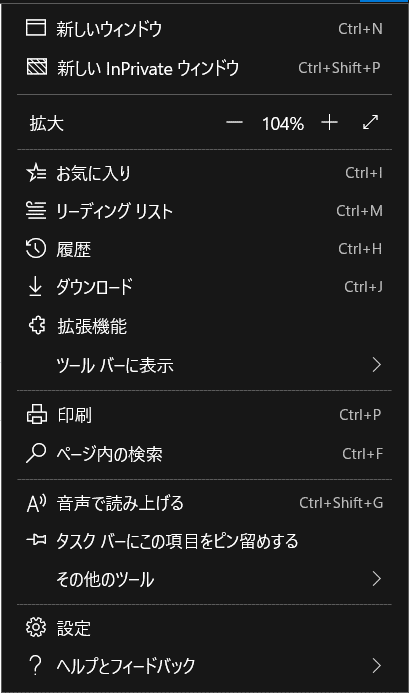 新しいウィンドウ Ctrl+N
新しい InPrivate ウィンドウ Ctrl+Shift+P
拡大 104%
お気に入り Ctrl+I
リーディング リスト Ctrl+M
履歴 Ctrl+H
ダウンロード Ctrl+J
拡張機能
ツール バーに表示
印刷 Ctrl+P
ページ内の検索 Ctrl+F
音声で読み上げる Ctrl+Shift+G
タスク バーにこの項目をピン留めする
その他のツール
設定
ヘルプとフィードバック